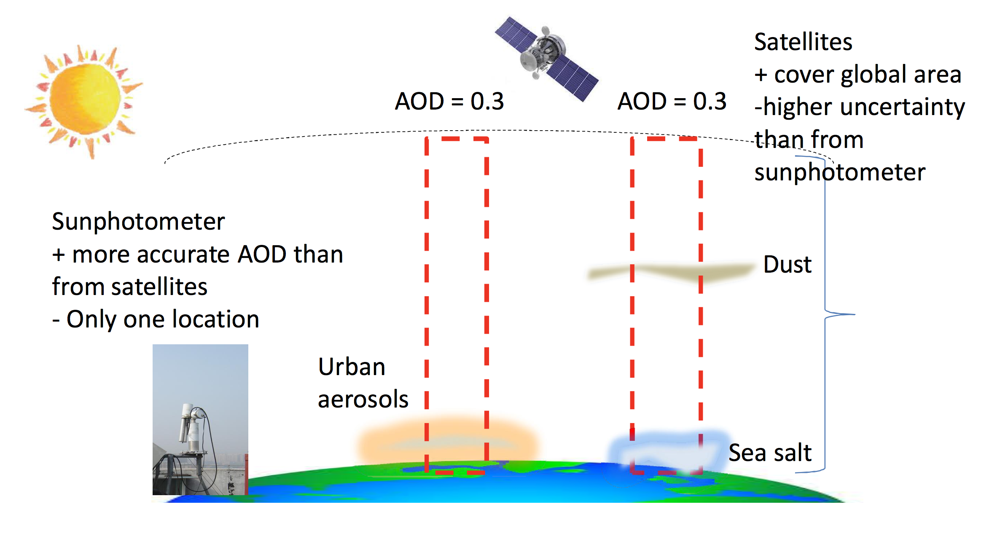 Satellites
+ cover global area
-higher uncertainty
than from
sunphotometer
AOD = 0.3
AOD = 0.3
Sunphotometer
+ more accurate AOD than
from satellites
- Only one location
Dust
Urban
aerosols
Sea salt